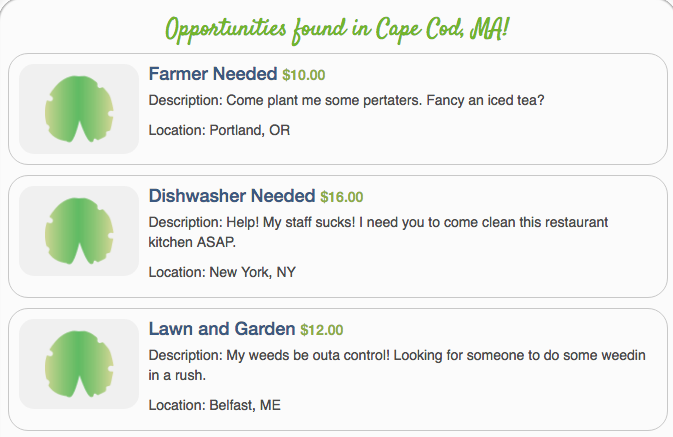 Opportunities found in Cape Cod, MA!
Farmer Needed $10.00
Description: Come plant me some pertaters. Fancy an iced tea?
Location: Portland, OR
Dishwasher Needed $16.00
Description: Help! My staff sucks! I need you to come clean this restaurant
kitchen ASAP.
Location: New York, NY
Lawn and Garden $12.00
Description: My weeds be outa control! Looking for someone to do some weedin
in a rush.
Location: Belfast, ME